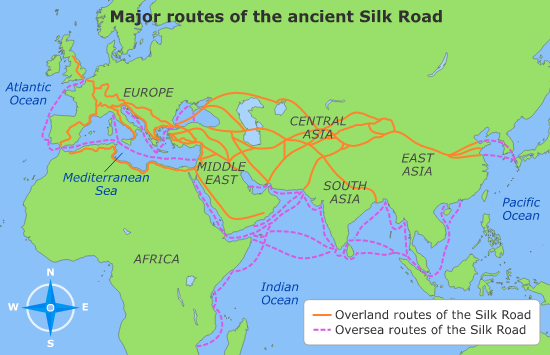 Major routes of the ancient Silk Road
Atlantic
Ocean
EUROPE
CENTRAL
ASIA
EAST
ASIA
MIDDLE
EAST
Mediterranean
Sea
SOUTH
ASIA
Pacific
Ocean
AFRICA
Indian
Ocean
N
W
E
S
Overland routes of the Silk Road
Oversea routes of the Silk Road